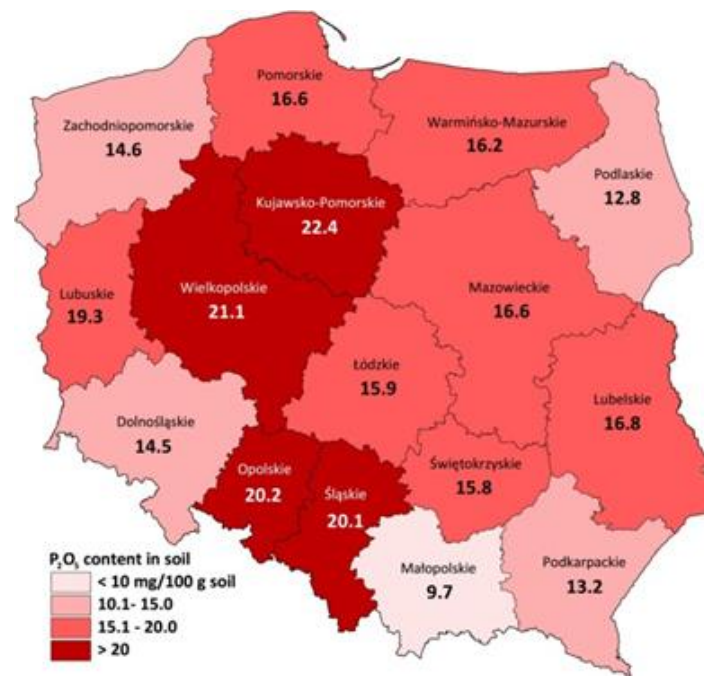 Pomorskie
16.6
Zachodniopomorskie
14.6
Warmińsko-Mazurskie
16.2
Podlaskie
12.8
Kujawsko-Pomorskie
22.4
Lubuskie
19.3
Wielkopolskie
21.1
Mazowieckie
16.6
Łódzkie
15.9
Lubelskie
16.8
Dolnośląskie
14.5
Opolskie
20.2
Śląskie
20.1
Świętokrzyskie
15.8
Małopolskie
9.7
Podkarpackie
13.2
P₂O₅ content in soil
< 10 mg/100 g soil
10.1- 15.0
15.1 - 20.0
> 20